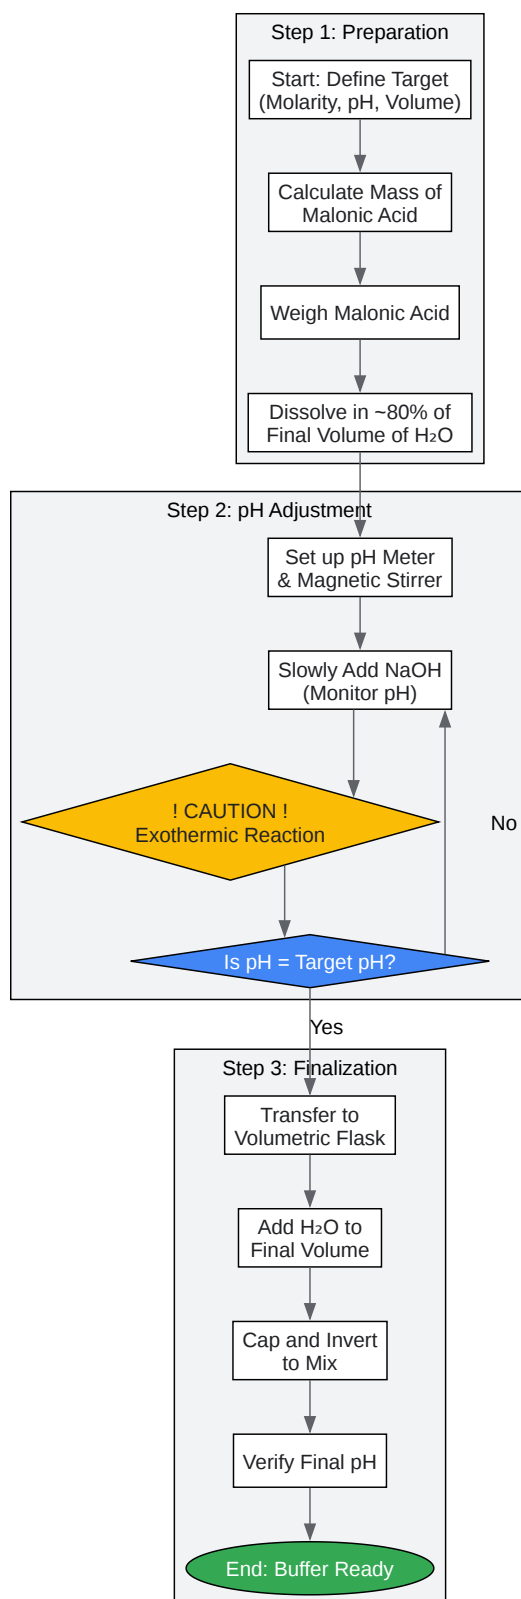 Step 1: Preparation
Start: Define Target
(Molarity, pH, Volume)
Calculate Mass of
Malonic Acid
Weigh Malonic Acid
Dissolve in ~80% of
Final Volume of H₂O
Step 2: pH Adjustment
Set up pH Meter
& Magnetic Stirrer
Slowly Add NaOH
(Monitor pH)
! CAUTION !
Exothermic Reaction
No
Is pH = Target pH?
Yes
Step 3: Finalization
Transfer to
Volumetric Flask
Add H₂O to
Final Volume
Cap and Invert
to Mix
Verify Final pH
End: Buffer Ready